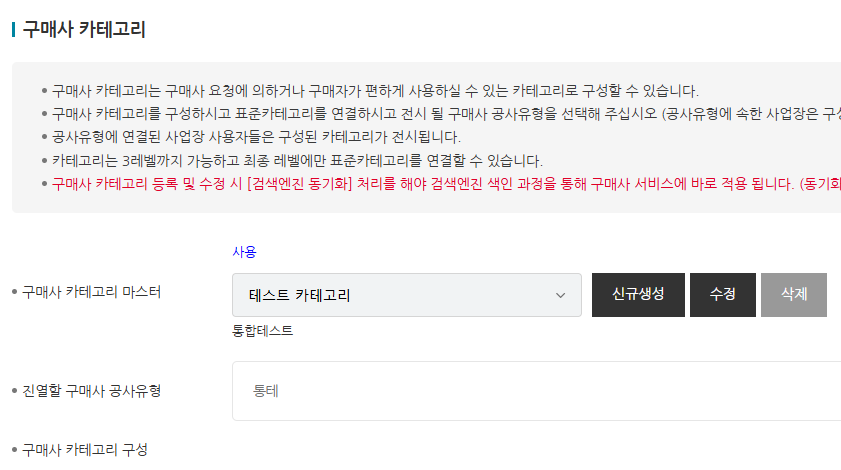 구매사 카테고리
구매사 카테고리는 구매사 요청에 의하거나 구매자가 편하게 사용하실 수 있는 카테고리로 구성할 수 있습니다.
구매사 카테고리를 구성하시고 표준카테고리를 연결하시고 전시 될 구매사 공사유형을 선택해 주십시오 (공사유형에 속한 사업장은 구성
공사유형에 연결된 사업장 사용자들은 구성된 카테고리가 전시됩니다.
카테고리는 3레벨까지 가능하고 최종 레벨에만 표준카테고리를 연결할 수 있습니다.
구매사 카테고리 등록 및 수정 시 [검색엔진 동기화] 처리를 해야 검색엔진 색인 과정을 통해 구매사 서비스에 바로 적용 됩니다. (동기화
사용
구매사 카테고리 마스터
테스트 카테고리
신규생성
수정
삭제
통합테스트
진열할 구매사 공사유형
통테
구매사 카테고리 구성